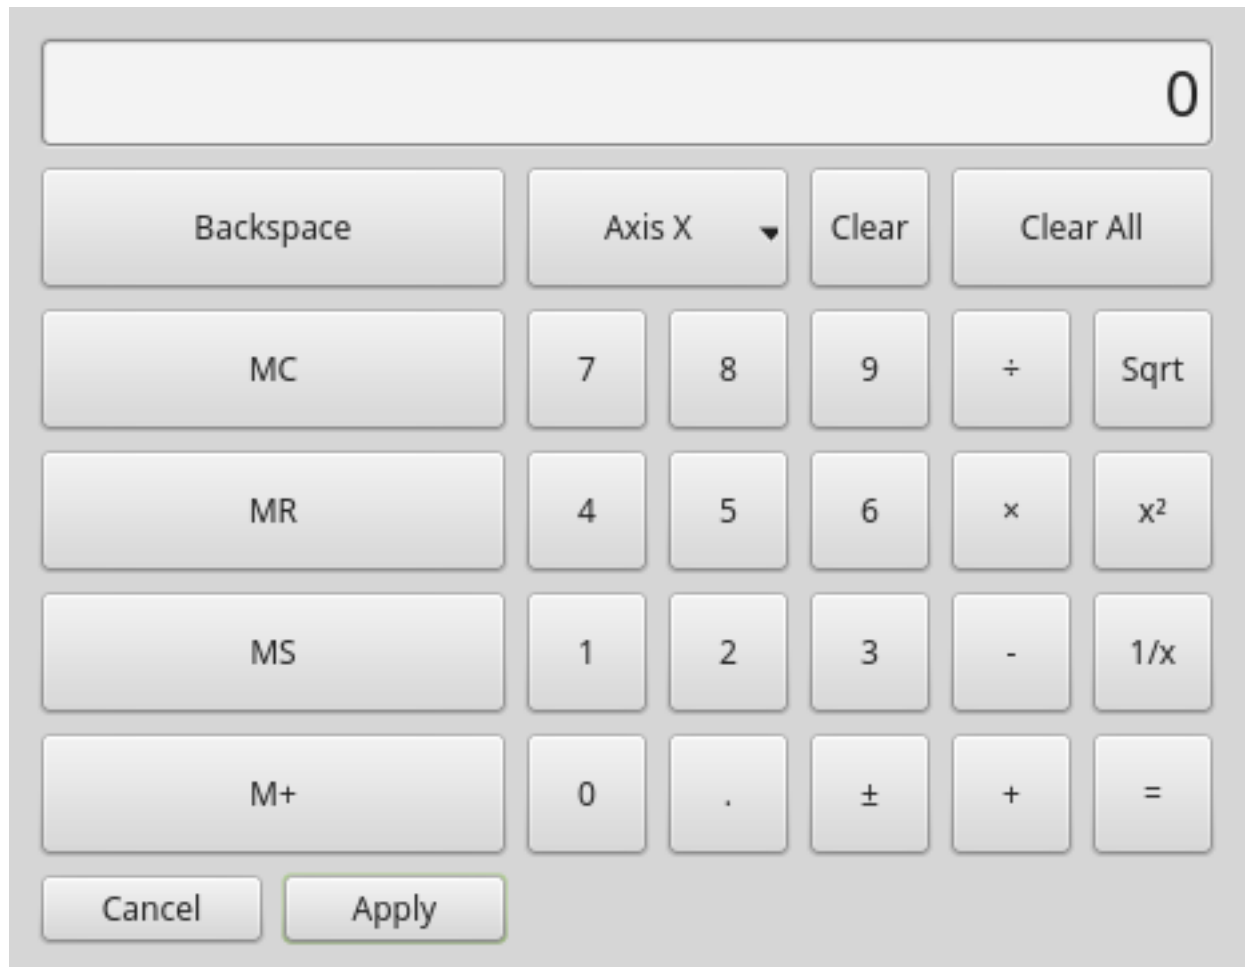 0
Backspace Axis X Clear Clear All
MC 7 8 9 ÷ Sqrt
MR 4 5 6 × x²
MS 1 2 3 - 1/x
M+ 0 . ± + =
Cancel Apply